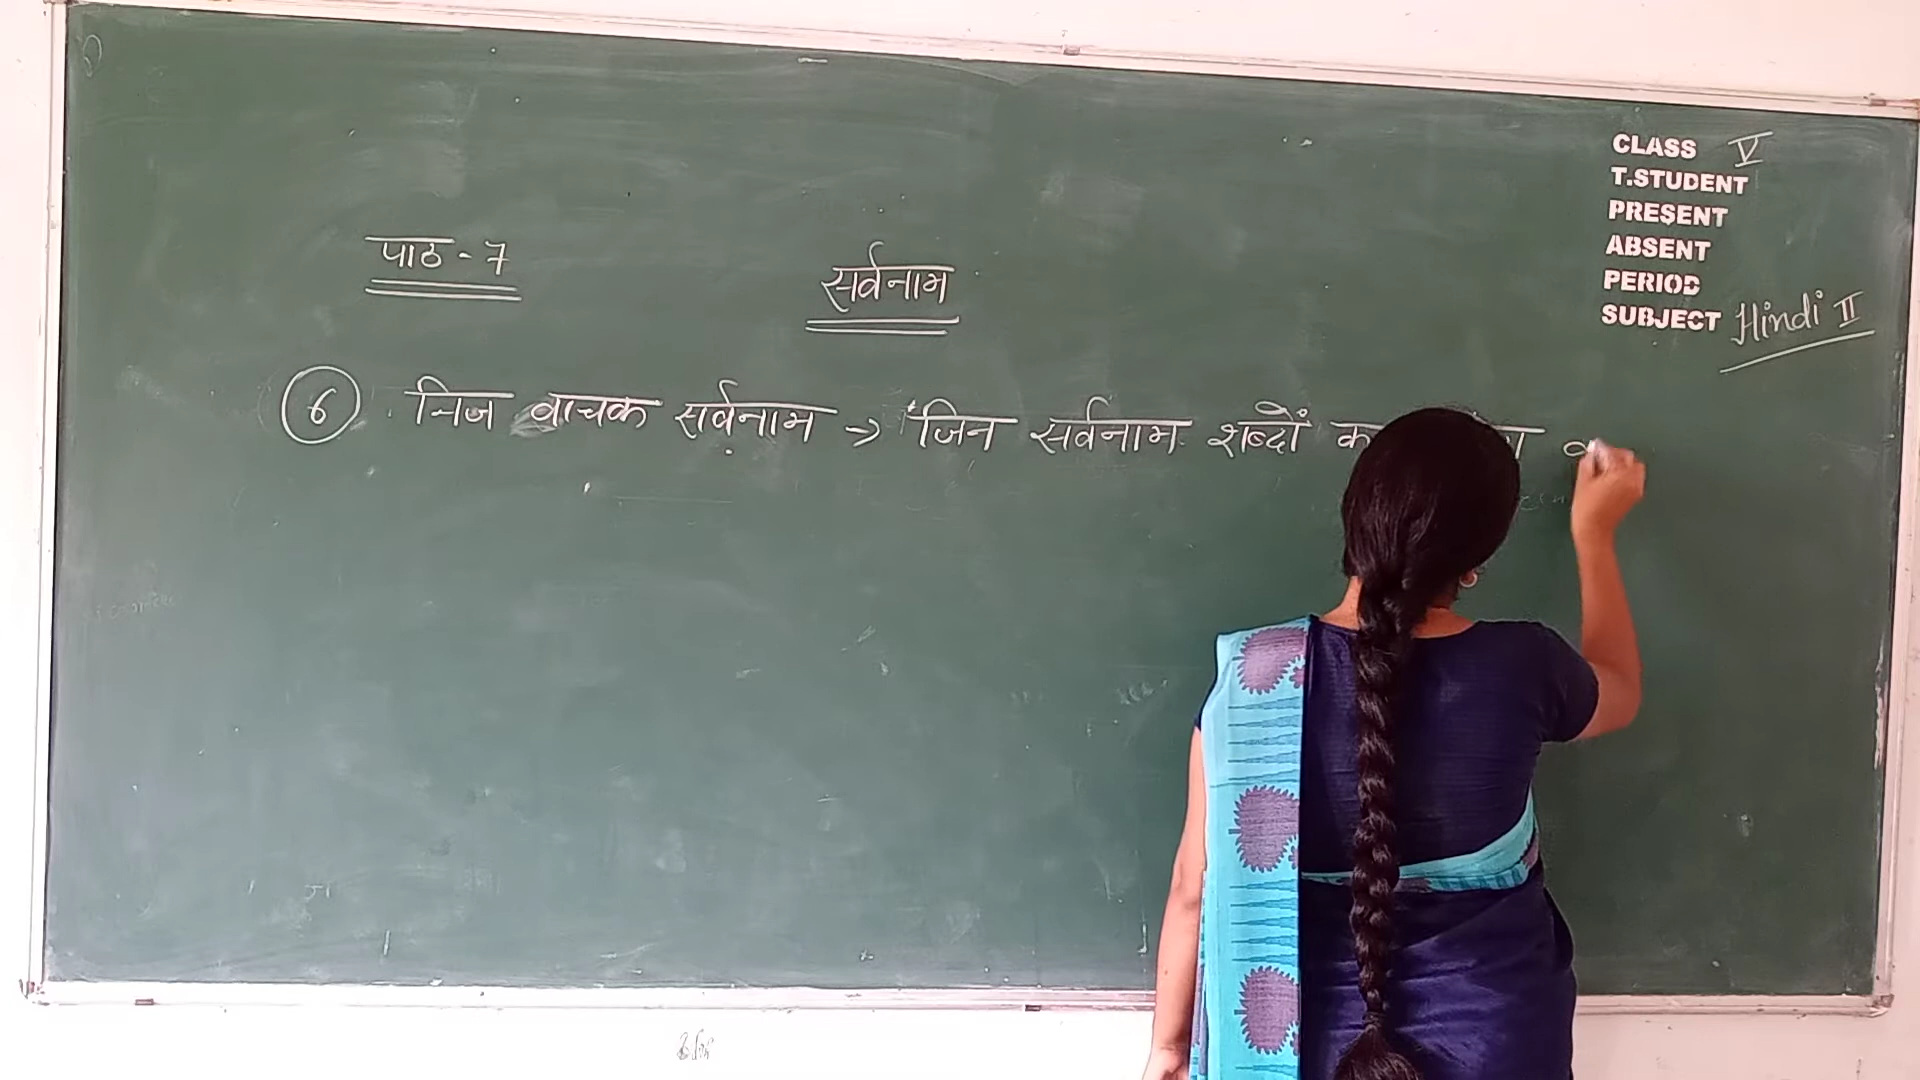 CLASS V
T.STUDENT
PRESENT
ABSENT
PERIOD
SUBJECT Hindi II
पाठ - 7
सर्वनाम
6 निज वाचक सर्वनाम → जिन सर्वनाम शब्दों